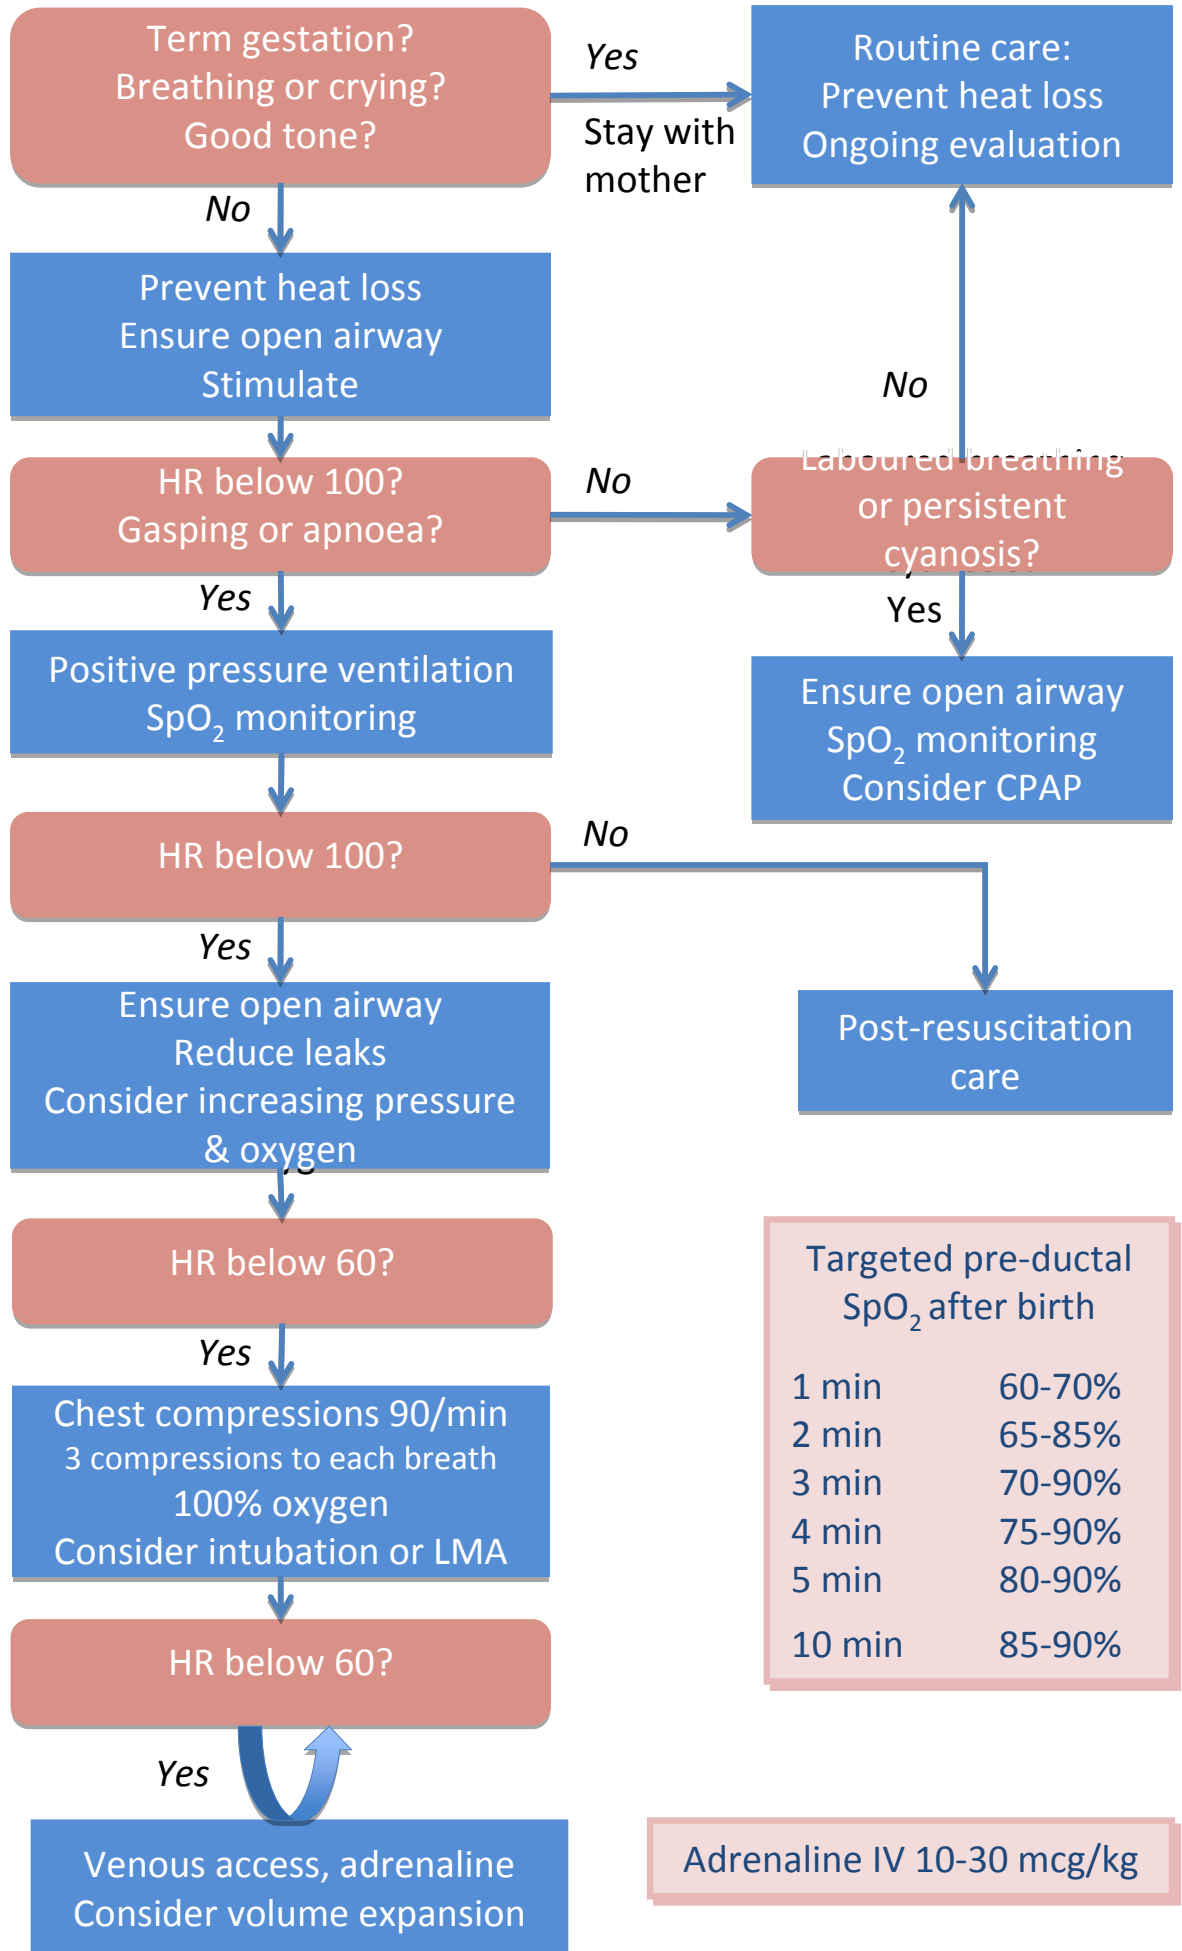 Term gestation?
Breathing or crying?
Good tone?
Yes
Stay with
mother
Routine care:
Prevent heat loss
Ongoing evaluation
No
Prevent heat loss
Ensure open airway
Stimulate
No
HR below 100?
Gasping or apnoea?
No
Laboured breathing
or persistent
cyanosis?
Yes
Yes
Positive pressure ventilation
SpO₂ monitoring
Ensure open airway
SpO₂ monitoring
Consider CPAP
HR below 100?
No
Yes
Ensure open airway
Reduce leaks
Consider increasing pressure
& oxygen
Post-resuscitation
care
HR below 60?
Yes
Chest compressions 90/min
3 compressions to each breath
100% oxygen
Consider intubation or LMA
Targeted pre-ductal
SpO₂ after birth
1 min 60-70%
2 min 65-85%
3 min 70-90%
4 min 75-90%
5 min 80-90%
10 min 85-90%
HR below 60?
Yes
Venous access, adrenaline
Consider volume expansion
Adrenaline IV 10-30 mcg/kg